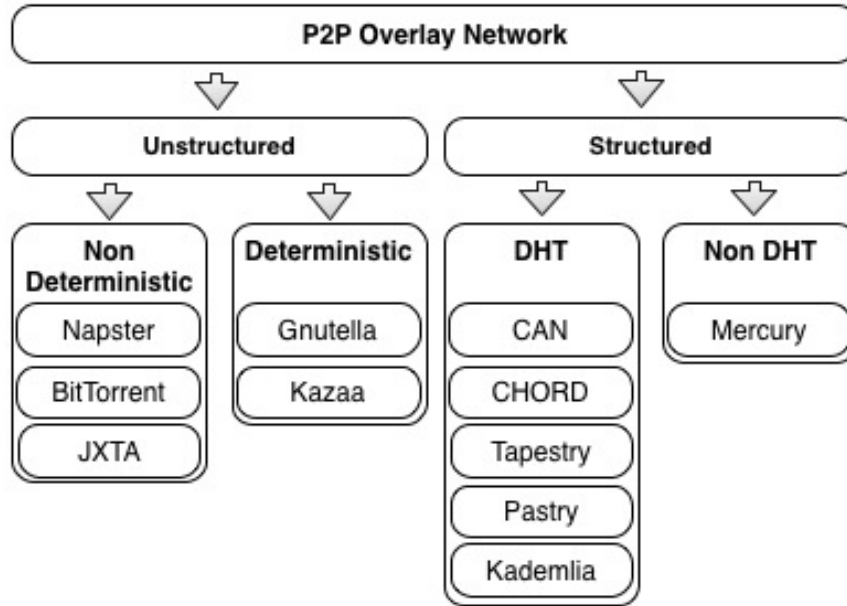 P2P Overlay Network
Unstructured
Structured
Non
Deterministic
Napster
BitTorrent
JXTA
Deterministic
Gnutella
Kazaa
DHT
CAN
CHORD
Tapestry
Pastry
Kademlia
Non DHT
Mercury